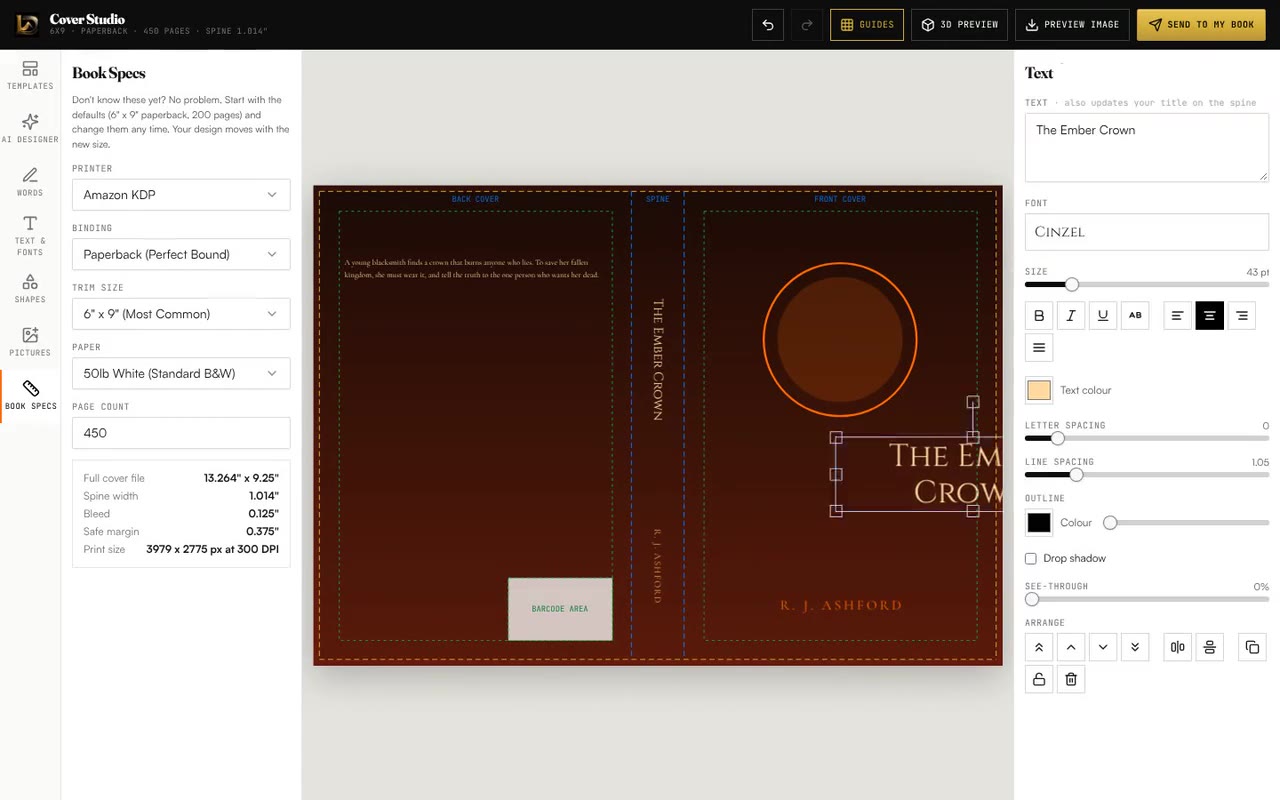 Cover Studio
6X9 · PAPERBACK · 450 PAGES · SPINE 1.014"
GUIDES
3D PREVIEW
PREVIEW IMAGE
SEND TO MY BOOK
TEMPLATES
AI DESIGNER
WORDS
TEXT &
FONTS
SHAPES
PICTURES
BOOK SPECS
Book Specs
Don't know these yet? No problem. Start with the
defaults (6" x 9" paperback, 200 pages) and
change them any time. Your design moves with the
new size.
PRINTER
Amazon KDP
BINDING
Paperback (Perfect Bound)
TRIM SIZE
6" x 9" (Most Common)
PAPER
50lb White (Standard B&W)
PAGE COUNT
450
Full cover file 13.264" x 9.25"
Spine width 1.014"
Bleed 0.125"
Safe margin 0.375"
Print size 3979 x 2775 px at 300 DPI
BACK COVER
A young blacksmith finds a crown that burns anyone who lies. To save her fallen
kingdom, she must wear it, and tell the truth to the one person who wants her dead.
BARCODE AREA
SPINE
The Ember Crown
R. J. ASHFORD
FRONT COVER
The Em
Crow
R. J. ASHFORD
Text
TEXT · also updates your title on the spine
The Ember Crown
FONT
Cinzel
SIZE 43 pt
B I U AB
Text colour
LETTER SPACING 0
LINE SPACING 1.05
OUTLINE
Colour
Drop shadow
SEE-THROUGH 0%
ARRANGE